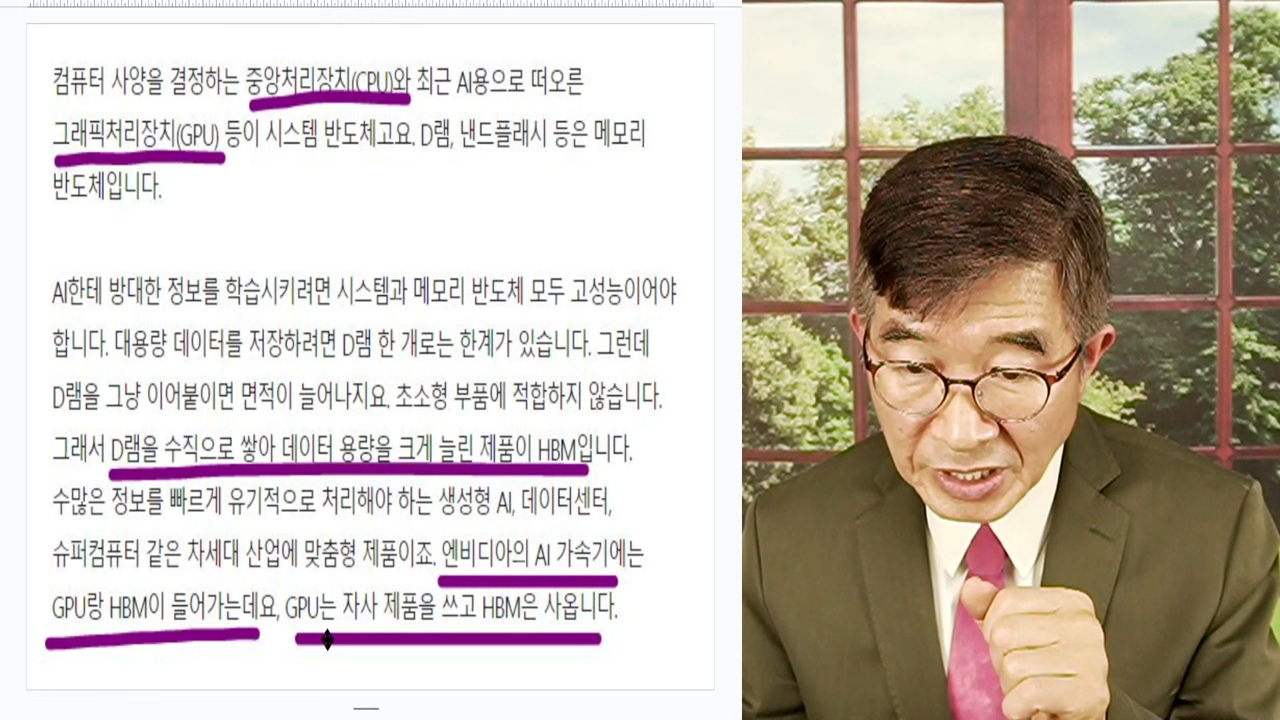 컴퓨터 사양을 결정하는 중앙처리장치(CPU)와 최근 AI용으로 떠오른
그래픽처리장치(GPU) 등이 시스템 반도체고요. D램, 낸드플래시 등은 메모리
반도체입니다.
AI한테 방대한 정보를 학습시키려면 시스템과 메모리 반도체 모두 고성능이어야
합니다. 대용량 데이터를 저장하려면 D램 한 개로는 한계가 있습니다. 그런데
D램을 그냥 이어붙이면 면적이 늘어나지요. 초소형 부품에 적합하지 않습니다.
그래서 D램을 수직으로 쌓아 데이터 용량을 크게 늘린 제품이 HBM입니다.
수많은 정보를 빠르게 유기적으로 처리해야 하는 생성형 AI, 데이터센터,
슈퍼컴퓨터 같은 차세대 산업에 맞춤형 제품이죠. 엔비디아의 AI 가속기에는
GPU랑 HBM이 들어가는데요, GPU는 자사 제품을 쓰고 HBM은 사옵니다.